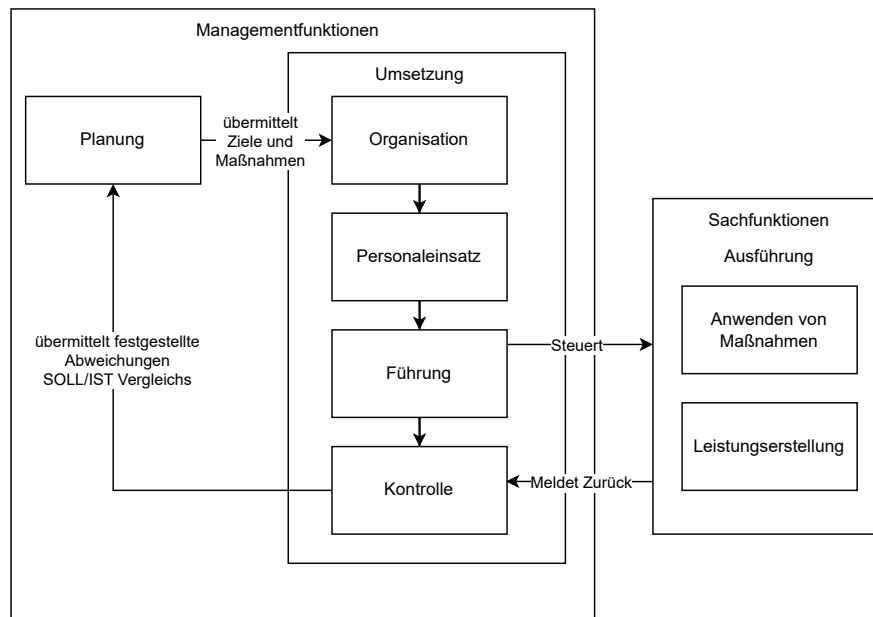 Managementfunktionen
Umsetzung
Planung
übermittelt
Ziele und
Maßnahmen
Organisation
Personaleinsatz
Sachfunktionen
Ausführung
Anwenden von
Maßnahmen
übermittelt festgestellte
Abweichungen
SOLL/IST Vergleichs
Führung
Steuert
Leistungserstellung
Kontrolle
Meldet Zurück